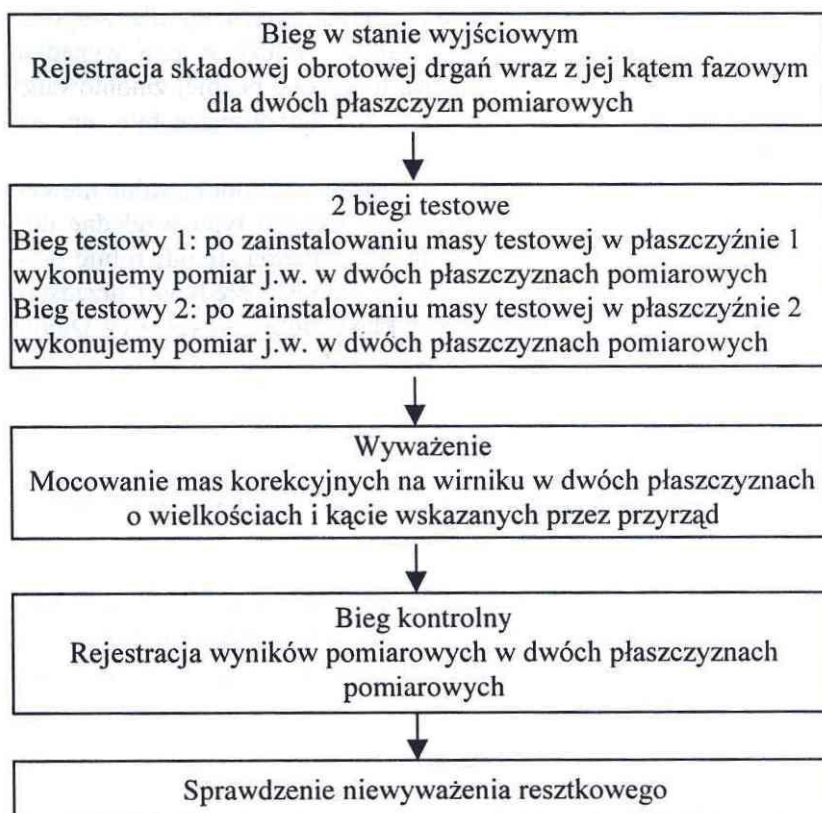 Bieg w stanie wyjściowym
Rejestracja składowej obrotowej drgań wraz z jej kątem fazowym
dla dwóch płaszczyzn pomiarowych
2 biegi testowe
Bieg testowy 1: po zainstalowaniu masy testowej w płaszczyźnie 1
wykonujemy pomiar j.w. w dwóch płaszczyznach pomiarowych
Bieg testowy 2: po zainstalowaniu masy testowej w płaszczyźnie 2
wykonujemy pomiar j.w. w dwóch płaszczyznach pomiarowych
Wyważenie
Mocowanie mas korekcyjnych na wirniku w dwóch płaszczyznach
o wielkościach i kącie wskazanych przez przyrząd
Bieg kontrolny
Rejestracja wyników pomiarowych w dwóch płaszczyznach
pomiarowych
Sprawdzenie niewyważenia resztkowego